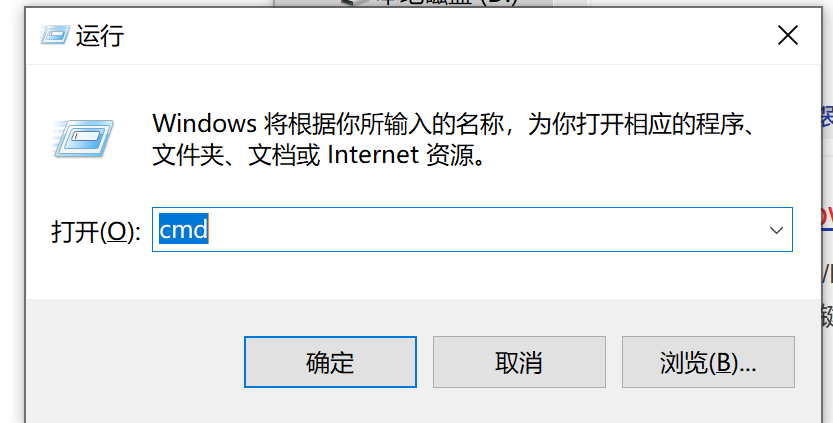 运行
Windows 将根据你所输入的名称，为你打开相应的程序、
文件夹、文档或 Internet 资源。
打开(O):
cmd
确定
取消
浏览(B)...